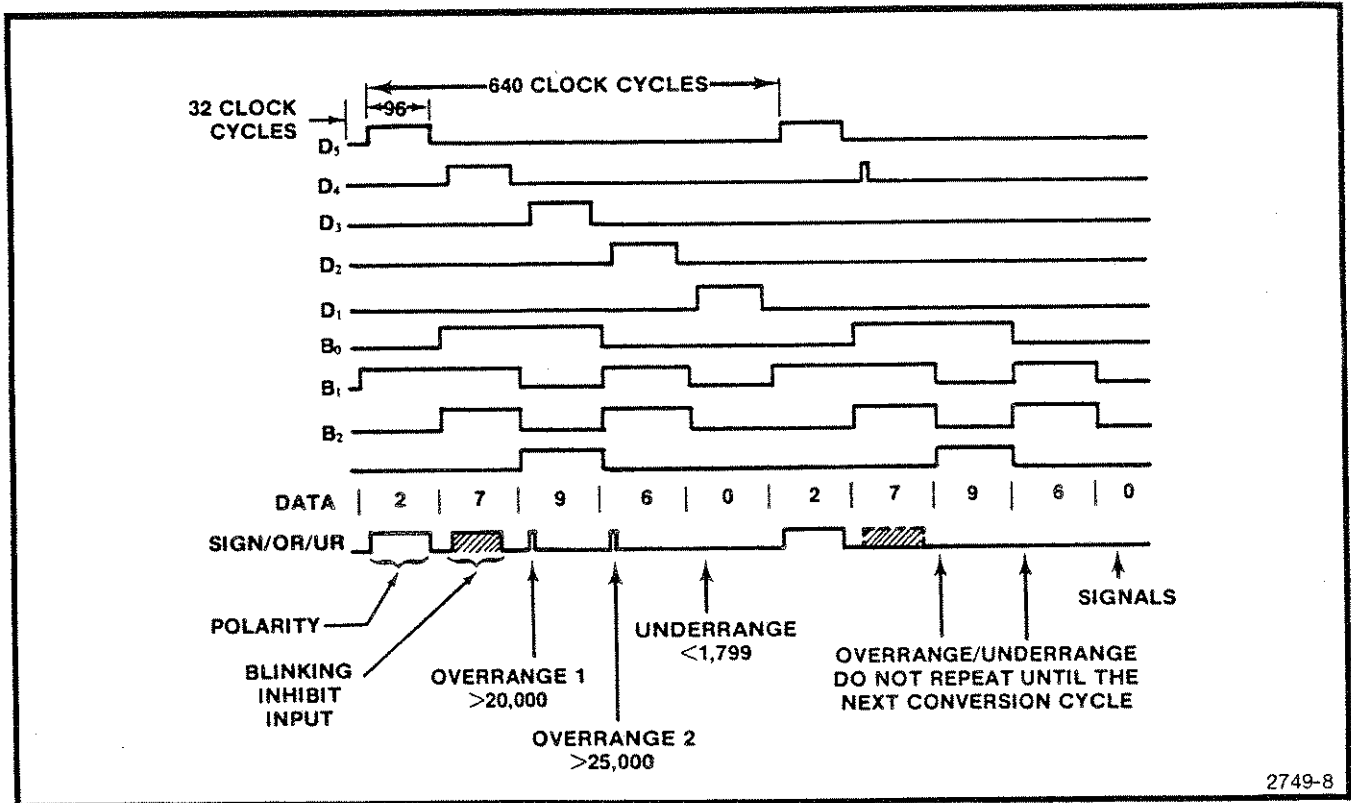 640 CLOCK CYCLES
32 CLOCK
CYCLES
96
D₅
D₄
D₃
D₂
D₁
B₀
B₁
B₂
DATA | 2 | 7 | 9 | 6 | 0 | 2 | 7 | 9 | 6 | 0
SIGN/OR/UR
POLARITY
BLINKING
INHIBIT
INPUT
OVERRANGE 1
>20,000
OVERRANGE 2
>25,000
UNDERRANGE
<1,799
SIGNALS
OVERRANGE/UNDERRANGE
DO NOT REPEAT UNTIL THE
NEXT CONVERSION CYCLE
2749-8